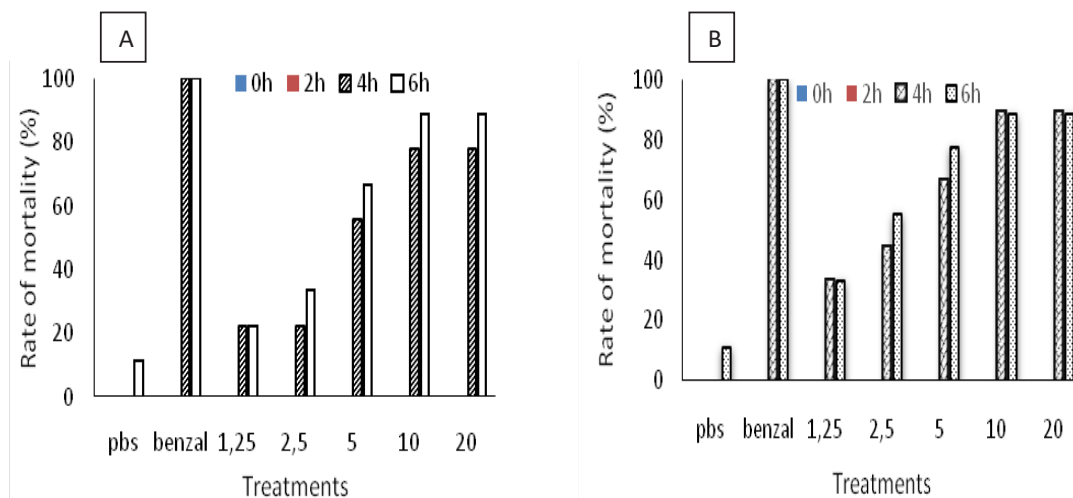 A
0h 2h 4h 6h
Rate of mortality (%)
100
80
60
40
20
0
pbs benzal 1,25 2,5 5 10 20
Treatments
B
0h 2h 4h 6h
Rate of mortality (%)
100
80
60
40
20
0
pbs benzal 1,25 2,5 5 10 20
Treatments